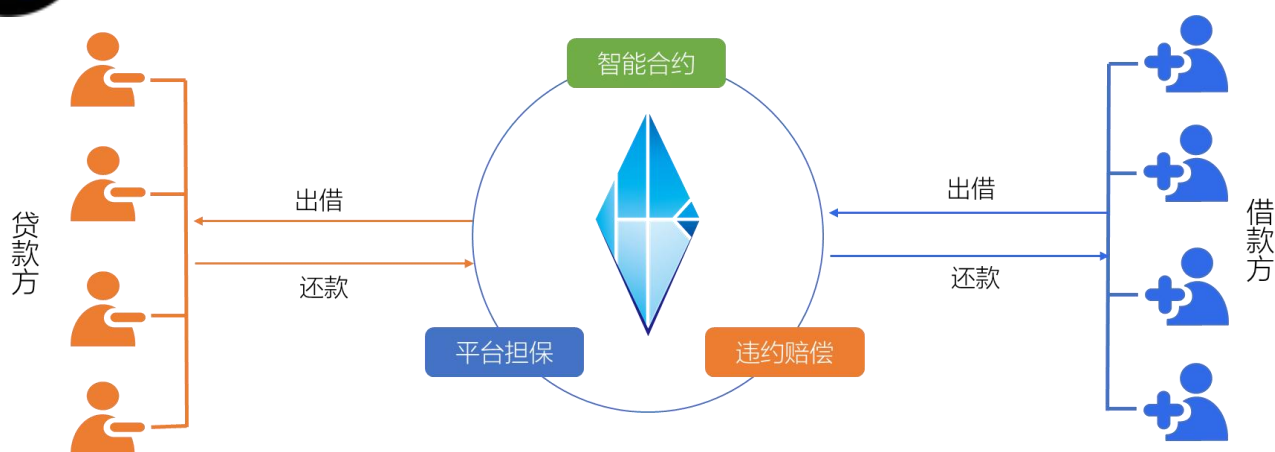 智能合约
出借
还款
贷款方
出借
还款
借款方
平台担保
违约赔偿